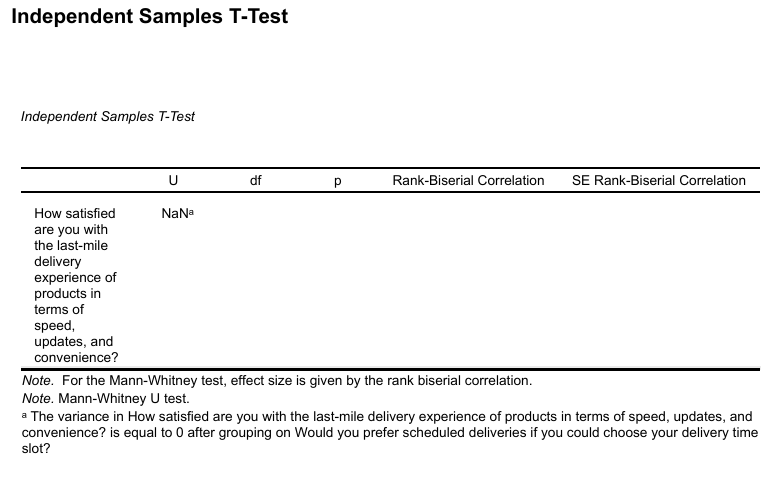 Independent Samples T-Test
Independent Samples T-Test
U df p Rank-Biserial Correlation SE Rank-Biserial Correlation
How satisfied NaNᵃ
are you with
the last-mile
delivery
experience of
products in
terms of
speed,
updates, and
convenience?
Note. For the Mann-Whitney test, effect size is given by the rank biserial correlation.
Note. Mann-Whitney U test.
ᵃ The variance in How satisfied are you with the last-mile delivery experience of products in terms of speed, updates, and
convenience? is equal to 0 after grouping on Would you prefer scheduled deliveries if you could choose your delivery time
slot?